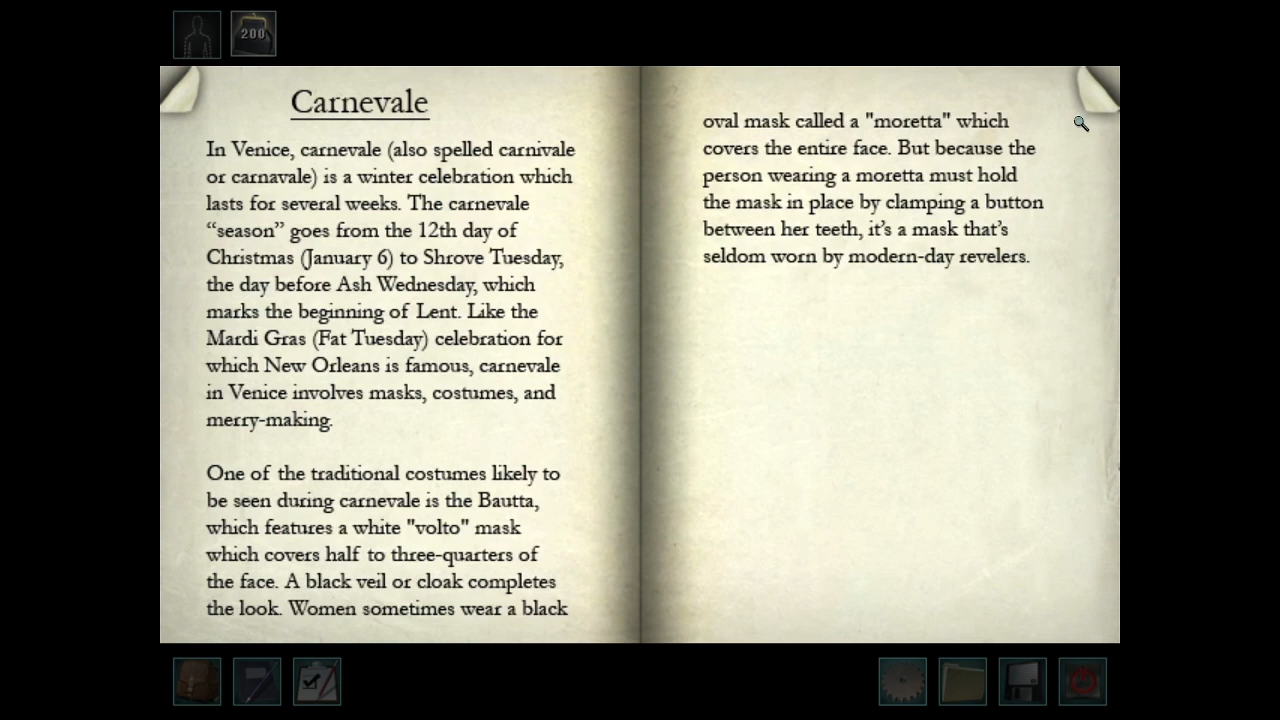 200
Carnevale
In Venice, carnevale (also spelled carnivale
or carnavale) is a winter celebration which
lasts for several weeks. The carnevale
“season” goes from the 12th day of
Christmas (January 6) to Shrove Tuesday,
the day before Ash Wednesday, which
marks the beginning of Lent. Like the
Mardi Gras (Fat Tuesday) celebration for
which New Orleans is famous, carnevale
in Venice involves masks, costumes, and
merry-making.
One of the traditional costumes likely to
be seen during carnevale is the Bautta,
which features a white "volto" mask
which covers half to three-quarters of
the face. A black veil or cloak completes
the look. Women sometimes wear a black
oval mask called a "moretta" which
covers the entire face. But because the
person wearing a moretta must hold
the mask in place by clamping a button
between her teeth, it’s a mask that’s
seldom worn by modern-day revelers.